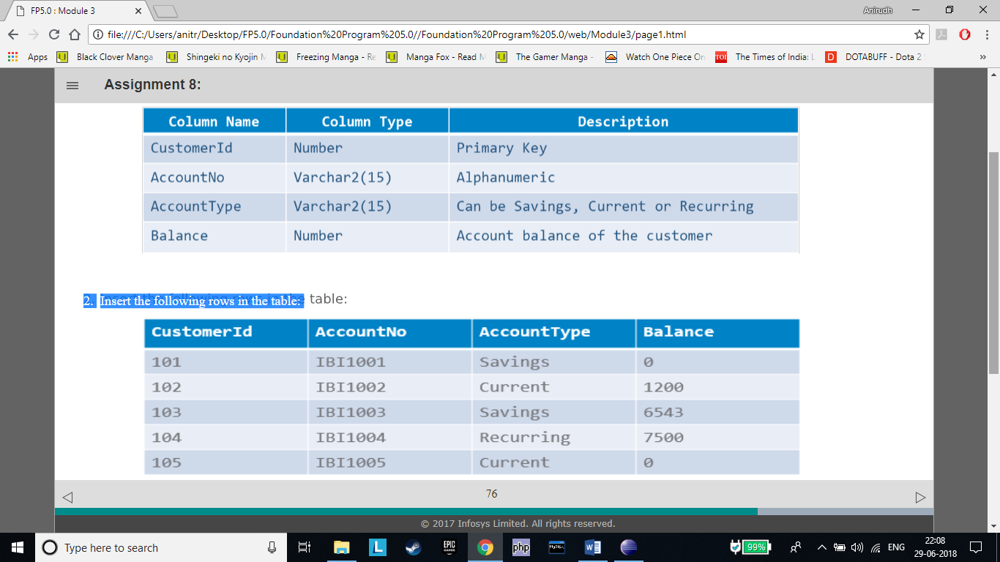 FP5.0 : Module 3
Anirudh
file:///C:/Users/anitr/Desktop/FP5.0/Foundation%20Program%205.0//Foundation%20Program%205.0/web/Module3/page1.html
Apps Black Clover Manga Shingeki no Kyojin Freezing Manga - Manga Fox - Read The Gamer Manga - Watch One Piece TOI The Times of India: D DOTABUFF - Dota 2 »
Assignment 8:
Column Name Column Type Description
CustomerId Number Primary Key
AccountNo Varchar2(15) Alphanumeric
AccountType Varchar2(15) Can be Savings, Current or Recurring
Balance Number Account balance of the customer
2. Insert the following rows in the table: table:
CustomerId AccountNo AccountType Balance
101 IBI1001 Savings 0
102 IBI1002 Current 1200
103 IBI1003 Savings 6543
104 IBI1004 Recurring 7500
105 IBI1005 Current 0
76
© 2017 Infosys Limited. All rights reserved.
Type here to search L EPIC GAMES php MySQL W 99% ENG 22:08
29-06-2018